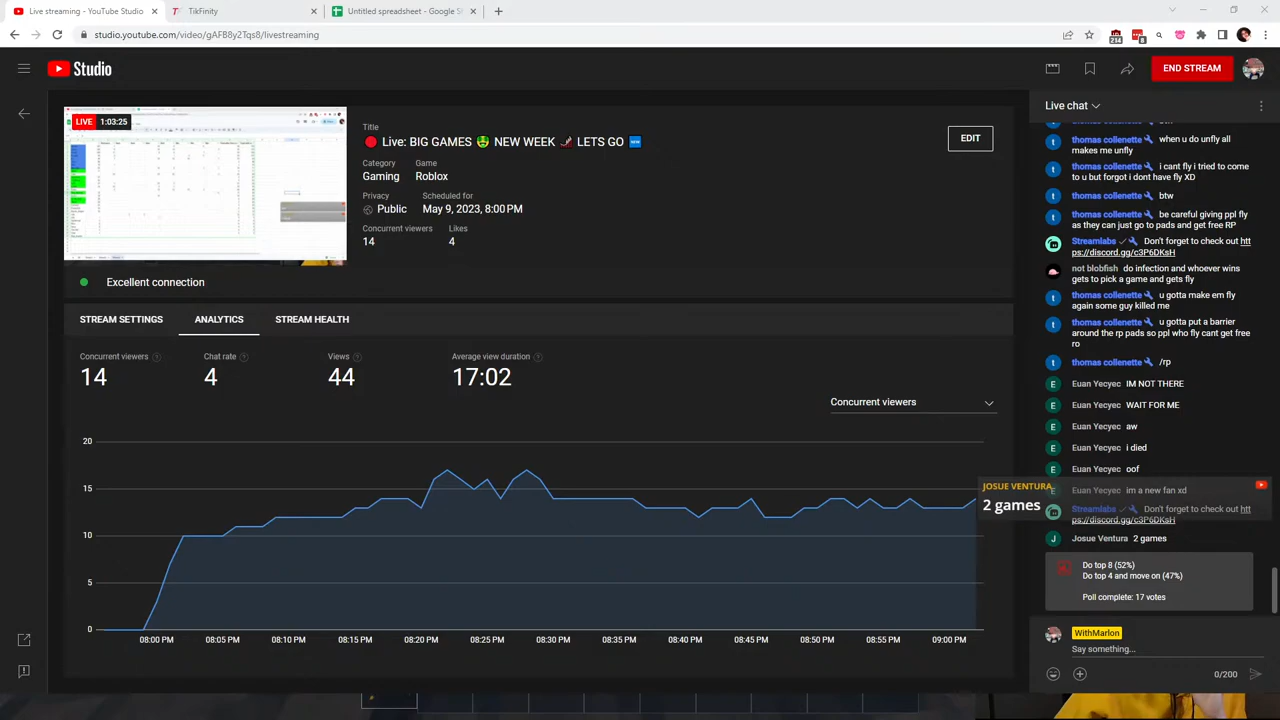 Live streaming - YouTube Studio
TikFinity
Untitled spreadsheet - Google Sh
studio.youtube.com/video/gAFB8y2Tqs8/livestreaming
214
8
Studio
END STREAM
LIVE 1:03:25
Title
Live: BIG GAMES 🤑 NEW WEEK LETS GO 🆕
EDIT
Category
Game
Gaming
Roblox
Privacy
Scheduled for
Public
May 9, 2023, 8:00 PM
Concurrent viewers
Likes
14
4
Excellent connection
STREAM SETTINGS
ANALYTICS
STREAM HEALTH
Concurrent viewers
Chat rate
Views
Average view duration
14
4
44
17:02
Concurrent viewers
20
15
10
5
0
08:00 PM
08:05 PM
08:10 PM
08:15 PM
08:20 PM
08:25 PM
08:30 PM
08:35 PM
08:40 PM
08:45 PM
08:50 PM
08:55 PM
09:00 PM
Live chat
thomas collenette when u unfly all
makes me unfly
thomas collenette i cant fly i tried to come
to u but forgot i dont have fly XD
thomas collenette btw
thomas collenette be careful giving ppl fly
as they can just go to pads and get free RP
Streamlabs Don't forget to check out htt
ps://discord.gg/c3P6DKsH
not blobfish do infection and whoever wins
gets to pick a game and gets fly
thomas collenette u gotta make em fly
again some guy killed me
thomas collenette u gotta put a barrier
around the rp pads so ppl who fly cant get free
ro
thomas collenette /rp
Euan Yecyec IM NOT THERE
Euan Yecyec WAIT FOR ME
Euan Yecyec aw
Euan Yecyec i died
Euan Yecyec oof
JOSUE VENTURA
2 games
Euan Yecyec im a new fan xd
Streamlabs Don't forget to check out htt
ps://discord.gg/c3P6DKsH
Josue Ventura 2 games
Do top 8 (52%)
Do top 4 and move on (47%)
Poll complete: 17 votes
WithMarlon
Say something...
0/200